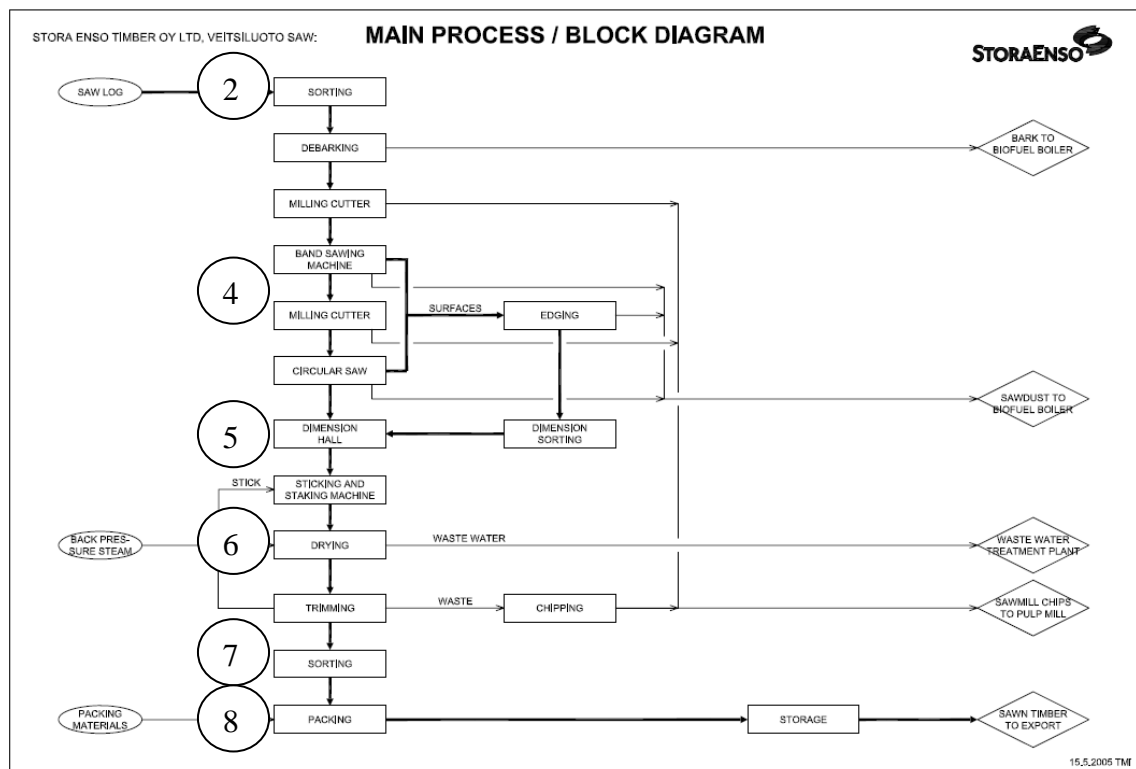 STORA ENSO TIMBER OY LTD, VEITSILUOTO SAW:
MAIN PROCESS / BLOCK DIAGRAM
STORAENSO
SAW LOG
2
SORTING
DEBARKING
BARK TO
BIOFUEL BOILER
MILLING CUTTER
BAND SAWING
MACHINE
4
SURFACES
EDGING
MILLING CUTTER
CIRCULAR SAW
SAWDUST TO
BIOFUEL BOILER
5
DIMENSION
HALL
DIMENSION
SORTING
STICK
STICKING AND
STAKING MACHINE
BACK PRES-
SURE STEAM
6
DRYING
WASTE WATER
WASTE WATER
TREATMENT PLANT
TRIMMING
WASTE
CHIPPING
SAWMILL CHIPS
TO PULP MILL
7
SORTING
PACKING
MATERIALS
8
PACKING
STORAGE
SAWN TIMBER
TO EXPORT
15.5.2005 TMI